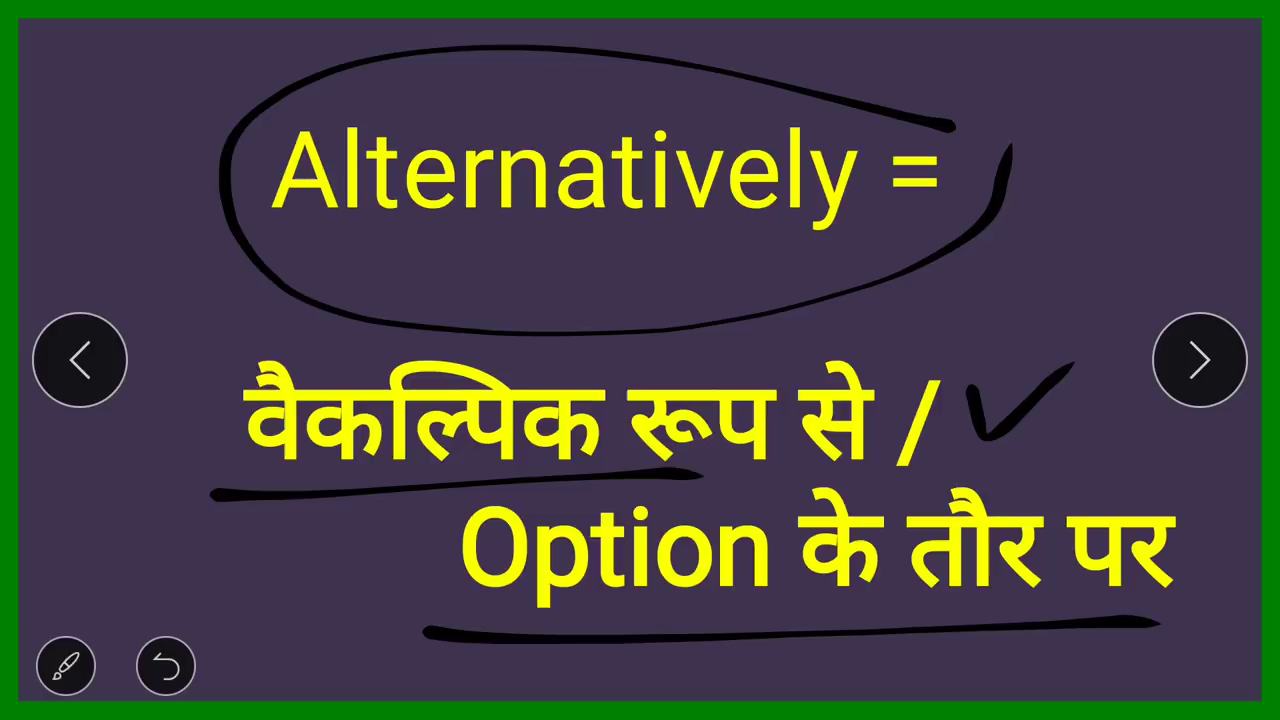 Alternatively =
वैकल्पिक रूप से /
Option के तौर पर